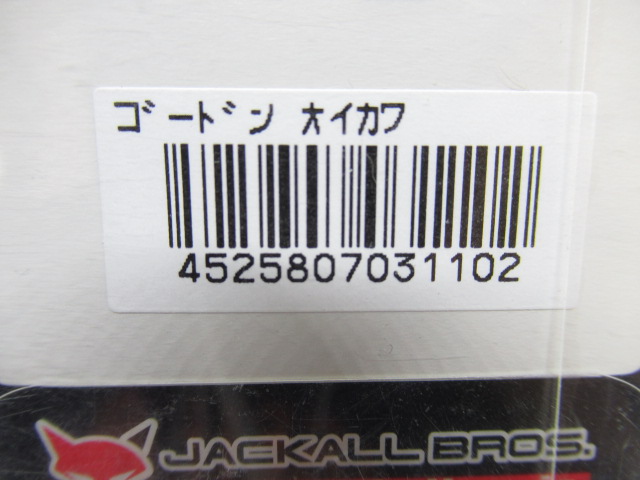 ｺﾞｰﾄﾞﾝ ｵｲｶﾜ
4525807031102
JACKALL BROS.